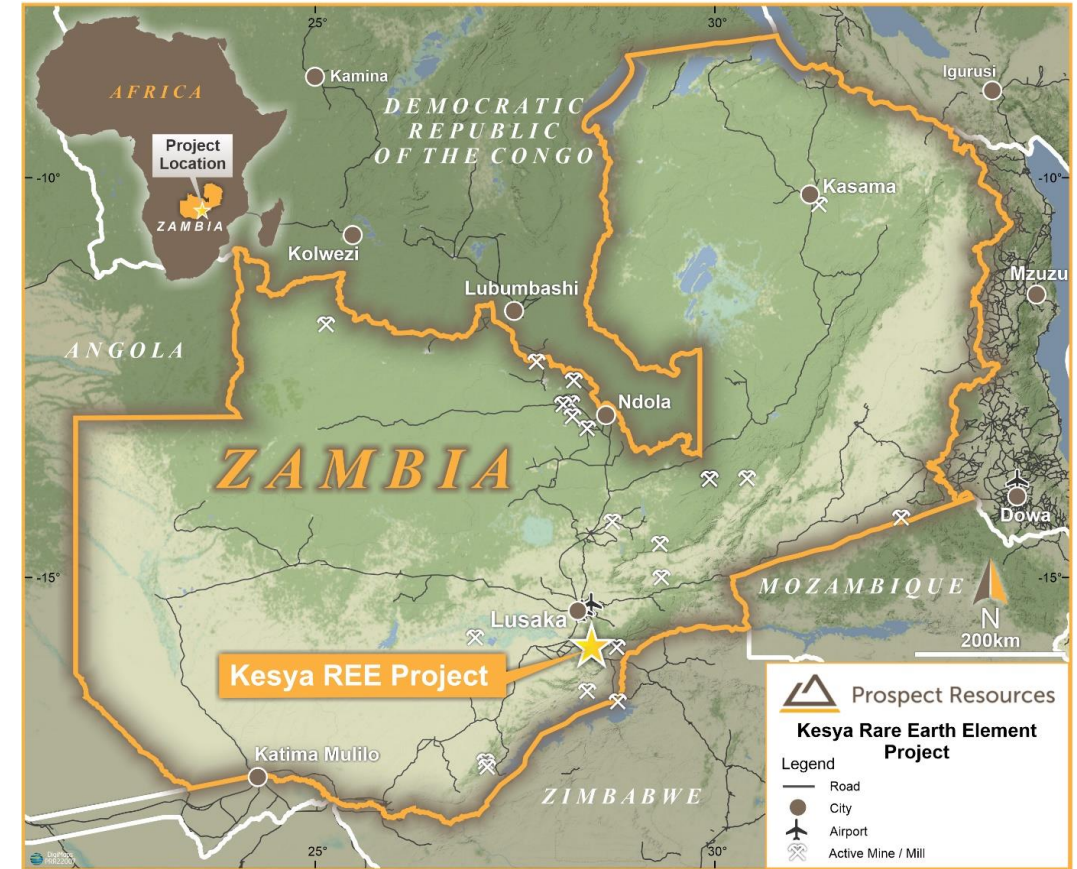 25°
30°
Kamina
Igurusi
AFRICA
DEMOCRATIC
REPUBLIC
OF THE CONGO
Project
Location
-10°
-10°
Kasama
ZAMBIA
Kolwezi
Mzuzu
Lubumbashi
ANGOLA
Ndola
ZAMBIA
Dowa
-15°
-15°
MOZAMBIQUE
N
200km
Lusaka
Kesya REE Project
Prospect Resources
Kesya Rare Earth Element
Project
Legend
Road
City
Airport
Active Mine / Mill
Katima Mulilo
ZIMBABWE
25°
30°
DigiMaps
PRR22007